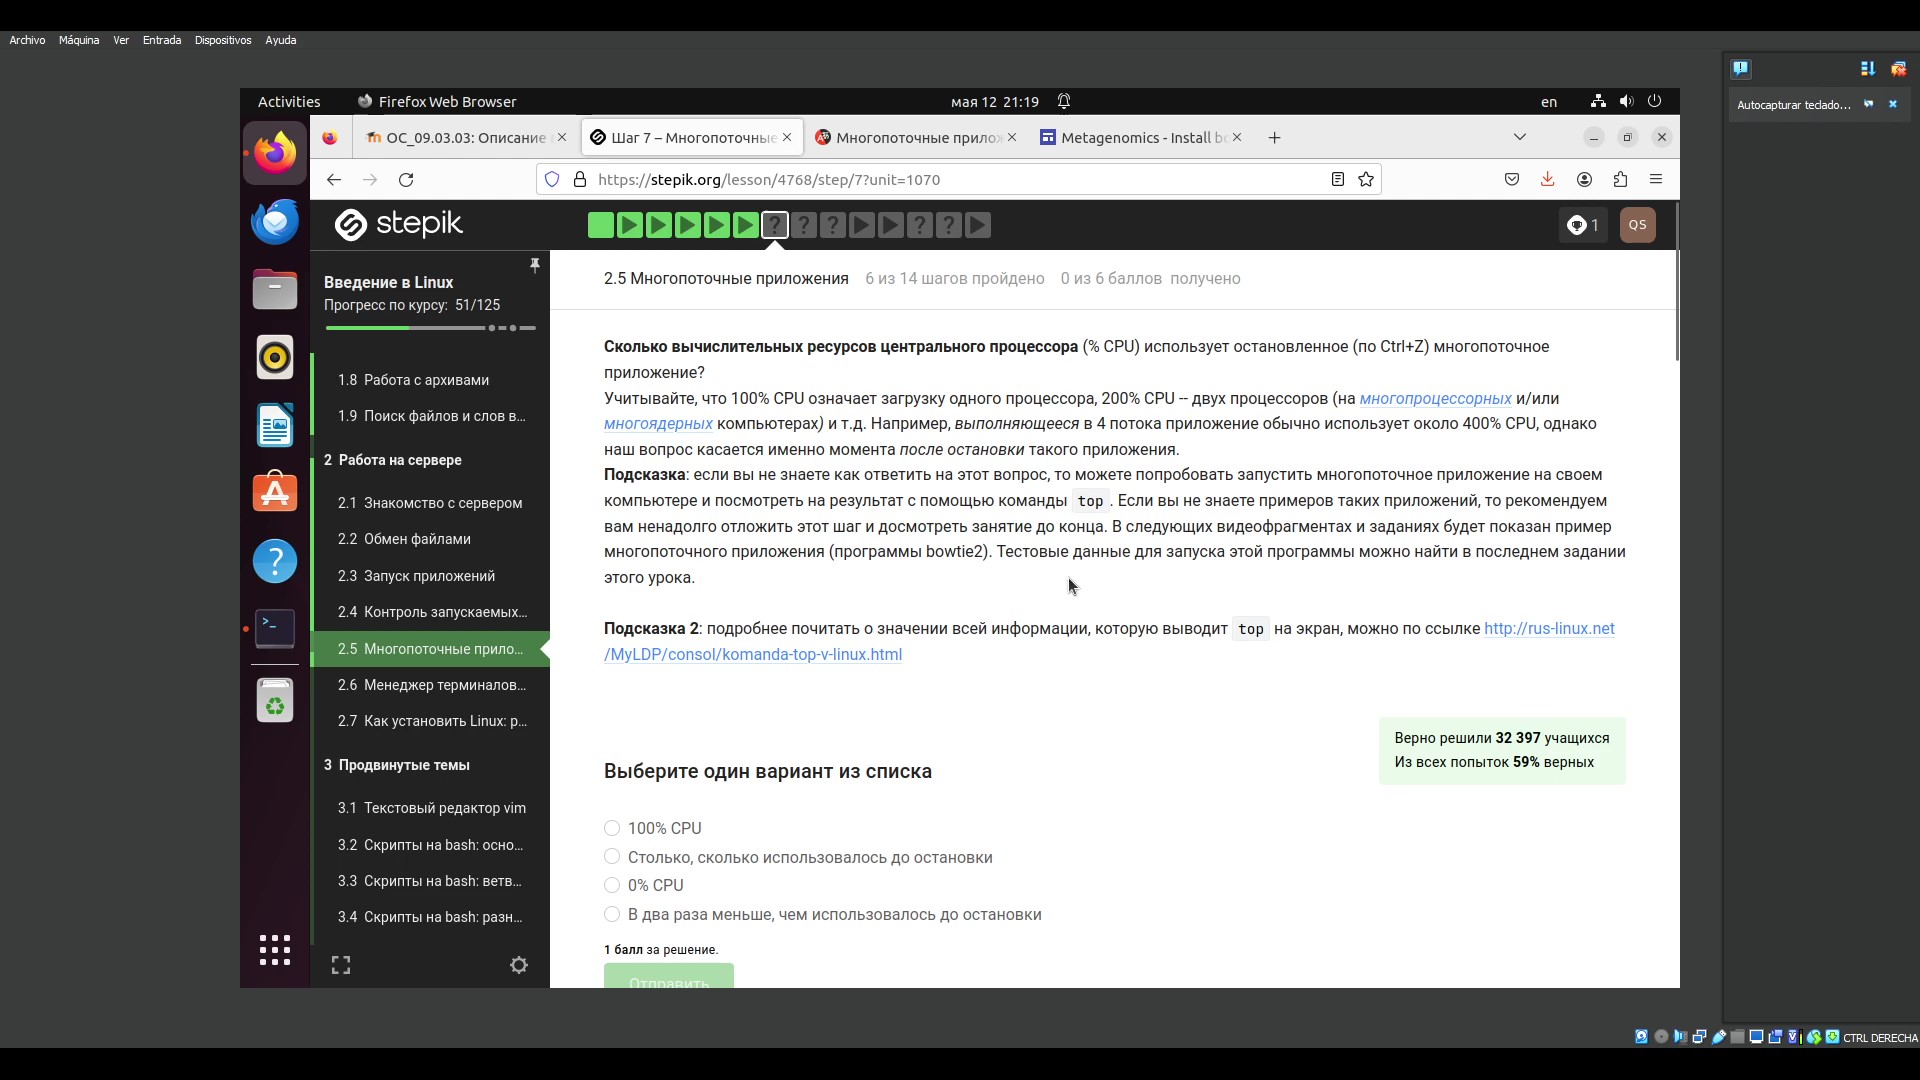 Archivo Máquina Ver Entrada Dispositivos Ayuda
Autocapturar teclado...
Activities Firefox Web Browser мая 12 21:19 en
ОС_09.03.03: Описание Шаг 7 – Многопоточные Многопоточные прилож Metagenomics - Install bo
https://stepik.org/lesson/4768/step/7?unit=1070
stepik ? ? ? ? ? 1 QS
Введение в Linux
Прогресс по курсу: 51/125
1.8 Работа с архивами
1.9 Поиск файлов и слов в...
2 Работа на сервере
2.1 Знакомство с сервером
2.2 Обмен файлами
2.3 Запуск приложений
2.4 Контроль запускаемых...
2.5 Многопоточные прило...
2.6 Менеджер терминалов...
2.7 Как установить Linux: р...
3 Продвинутые темы
3.1 Текстовый редактор vim
3.2 Скрипты на bash: осно...
3.3 Скрипты на bash: ветв...
3.4 Скрипты на bash: разн...
2.5 Многопоточные приложения 6 из 14 шагов пройдено 0 из 6 баллов получено
Сколько вычислительных ресурсов центрального процессора (% CPU) использует остановленное (по Ctrl+Z) многопоточное
приложение?
Учитывайте, что 100% CPU означает загрузку одного процессора, 200% CPU -- двух процессоров (на многопроцессорных и/или
многоядерных компьютерах) и т.д. Например, выполняющееся в 4 потока приложение обычно использует около 400% CPU, однако
наш вопрос касается именно момента после остановки такого приложения.
Подсказка: если вы не знаете как ответить на этот вопрос, то можете попробовать запустить многопоточное приложение на своем
компьютере и посмотреть на результат с помощью команды top . Если вы не знаете примеров таких приложений, то рекомендуем
вам ненадолго отложить этот шаг и досмотреть занятие до конца. В следующих видеофрагментах и заданиях будет показан пример
многопоточного приложения (программы bowtie2). Тестовые данные для запуска этой программы можно найти в последнем задании
этого урока.
Подсказка 2: подробнее почитать о значении всей информации, которую выводит top на экран, можно по ссылке http://rus-linux.net
/MyLDP/consol/komanda-top-v-linux.html
Верно решили 32 397 учащихся
Из всех попыток 59% верных
Выберите один вариант из списка
100% CPU
Столько, сколько использовалось до остановки
0% CPU
В два раза меньше, чем использовалось до остановки
1 балл за решение.
Отправить
CTRL DERECHA